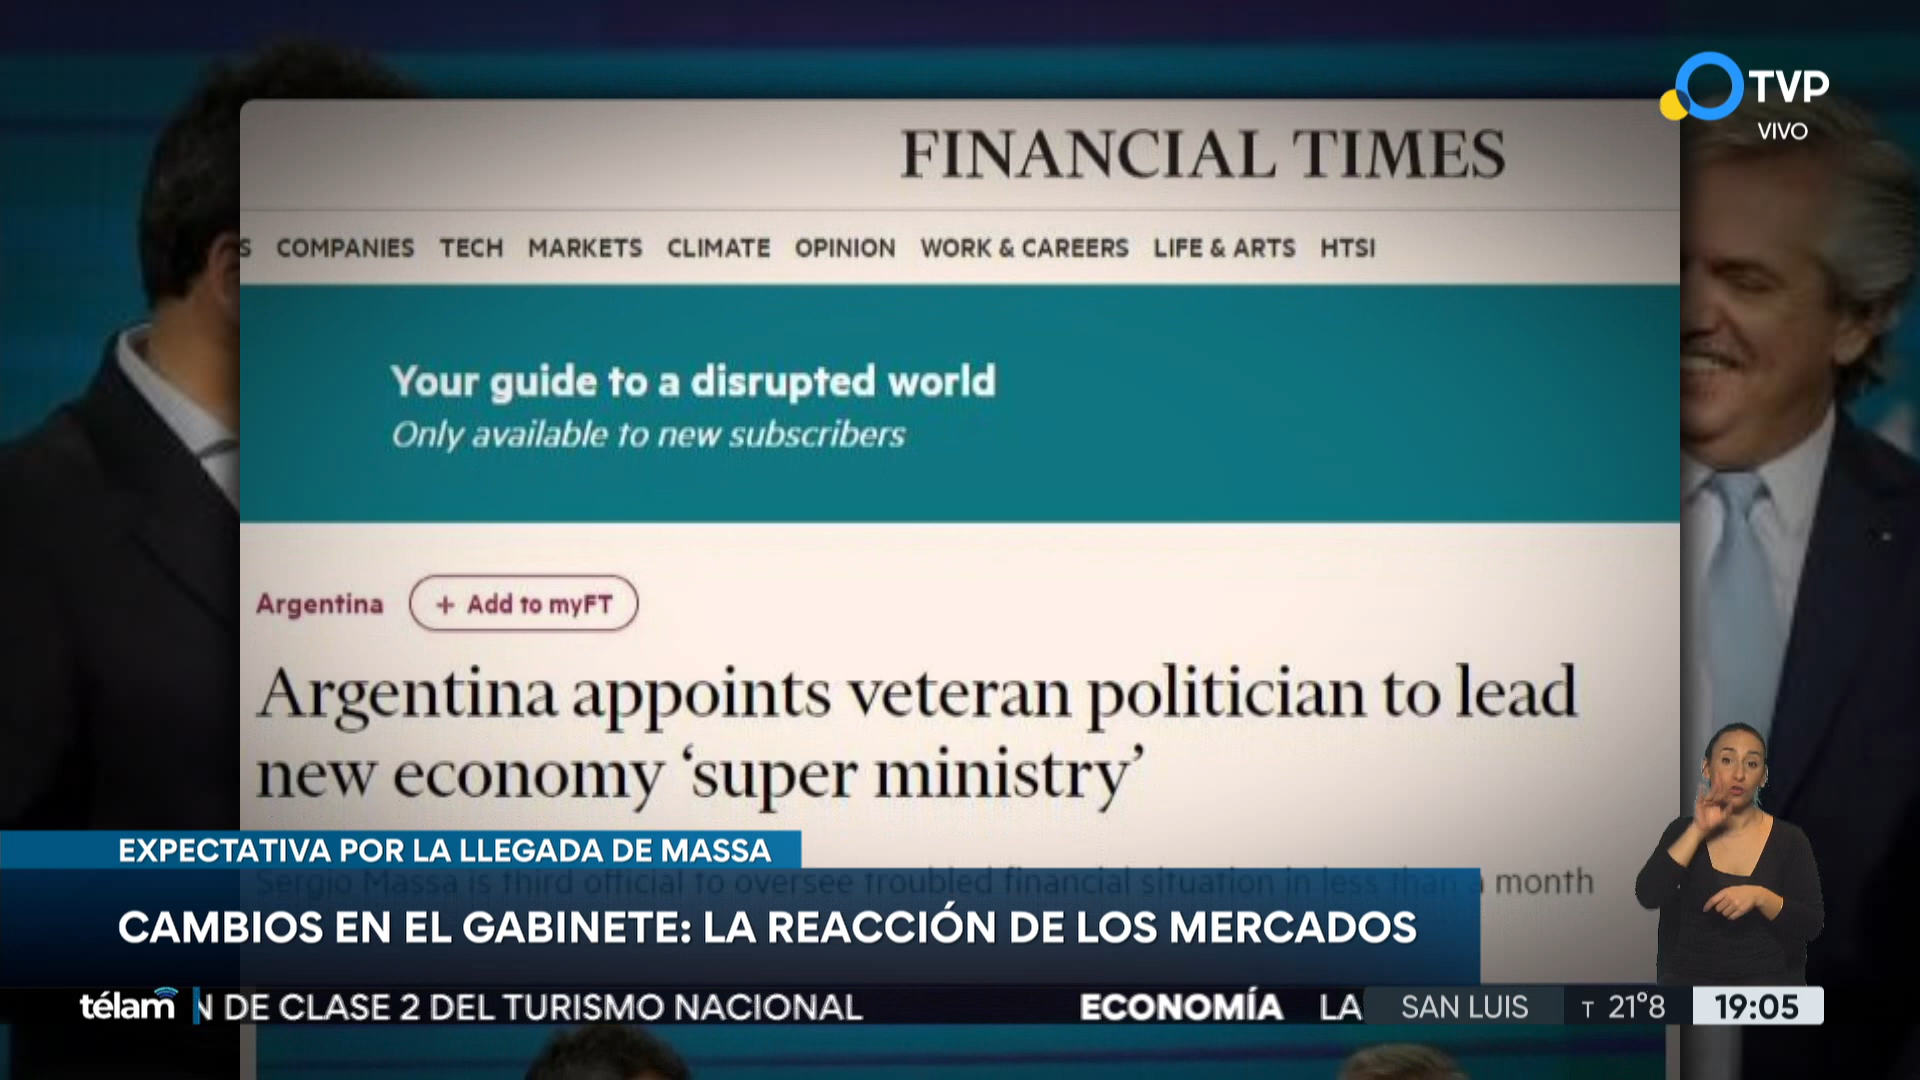 TVP
VIVO
FINANCIAL TIMES
S COMPANIES TECH MARKETS CLIMATE OPINION WORK & CAREERS LIFE & ARTS HTSI
Your guide to a disrupted world
Only available to new subscribers
Argentina + Add to myFT
Argentina appoints veteran politician to lead
new economy ‘super ministry’
EXPECTATIVA POR LA LLEGADA DE MASSA
Sergio Massa is third official to oversee troubled financial situation in less than a month
CAMBIOS EN EL GABINETE: LA REACCIÓN DE LOS MERCADOS
télam N DE CLASE 2 DEL TURISMO NACIONAL ECONOMÍA LA SAN LUIS T 21°8 19:05